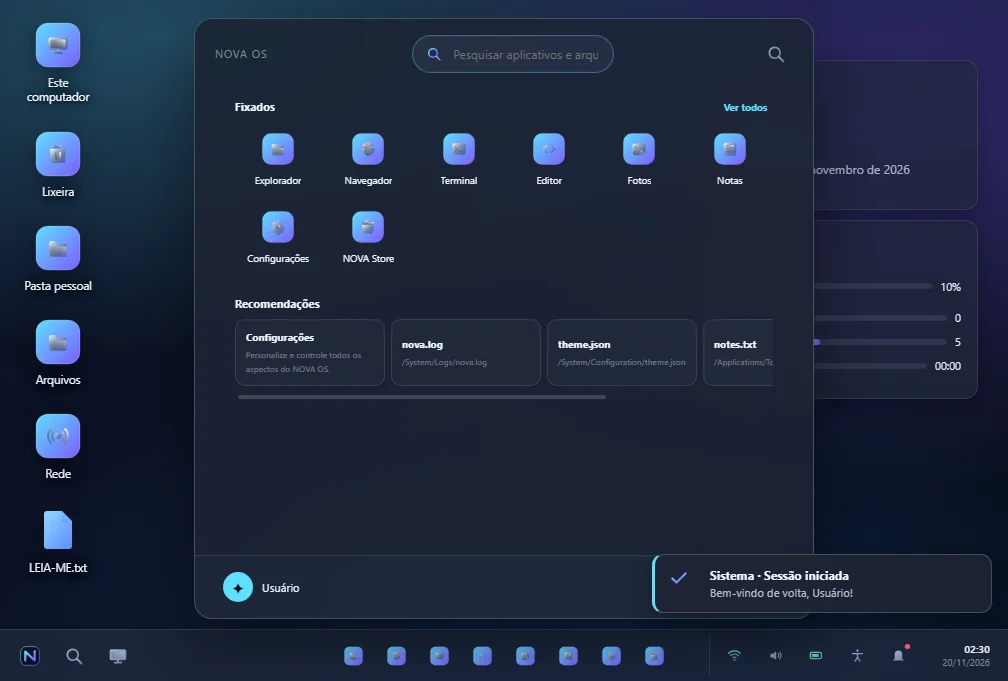 Este
computador
Lixeira
Pasta pessoal
Arquivos
Rede
LEIA-ME.txt
NOVA OS
Pesquisar aplicativos e arqu
Fixados
Ver todos
Explorador
Navegador
Terminal
Editor
Fotos
Notas
Configurações
NOVA Store
Recomendações
Configurações
Personalize e controle todos os
aspectos do NOVA OS.
nova.log
/System/Logs/nova.log
theme.json
/System/Configuration/theme.json
notes.txt
/Applications/To
Usuário
novembro de 2026
10%
0
5
00:00
Sistema · Sessão iniciada
Bem-vindo de volta, Usuário!
N
02:30
20/11/2026